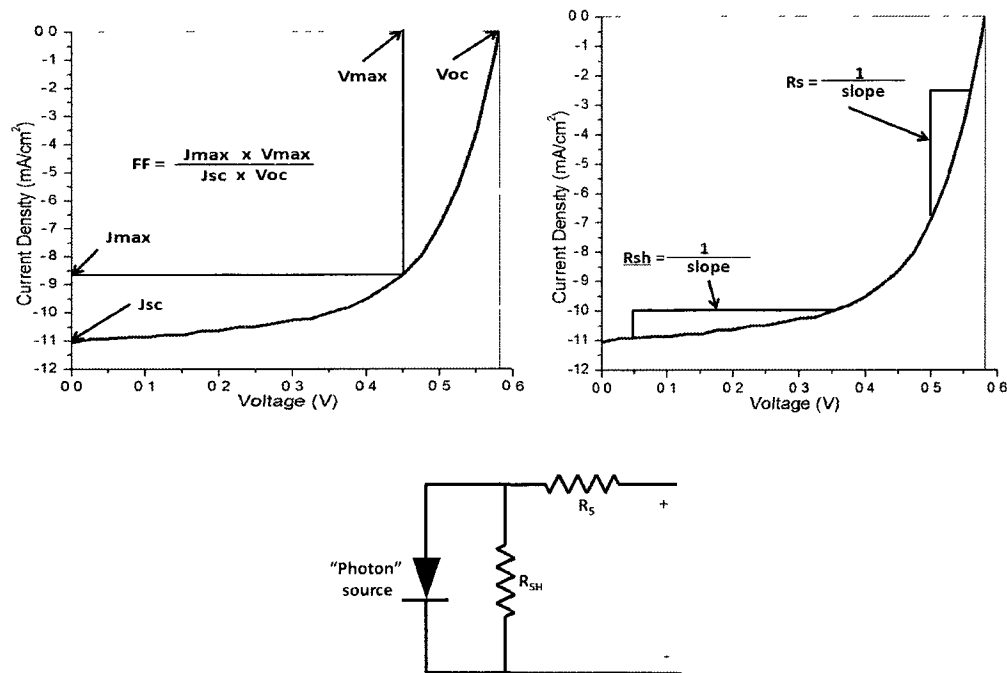 0 0
-1
-2
-3
-4
-5
-6
-7
-8
-9
-10
-11
-12
Current Density (mA/cm²)
Vmax
Voc
FF = Jmax x Vmax
Jsc x Voc
Jmax
Jsc
0 0
0 1
0 2
0 3
0 4
0 5
0 6
Voltage (V)
0 0
-1
-2
-3
-4
-5
-6
-7
-8
-9
-10
-11
-12
Current Density (mA/cm²)
Rs = 1
slope
Rsh = 1
slope
0 0
0 1
0 2
0 3
0 4
0 5
0 6
Voltage (V)
"Photon"
source
RS
RSH
+
-